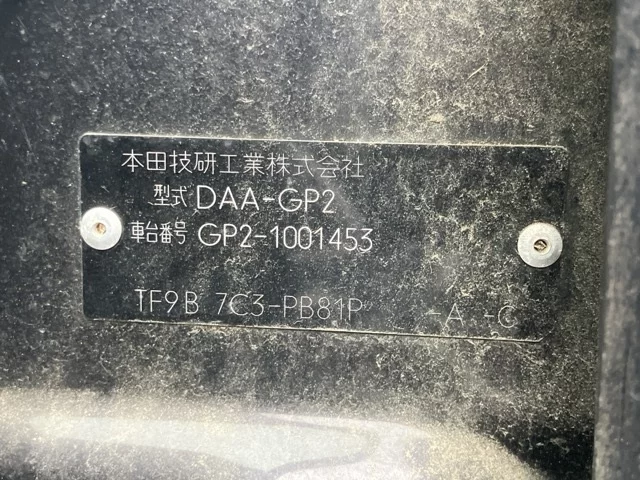 本田技研工業株式会社
型式 DAA-GP2
車台番号 GP2-1001453
TF9B 7C3-PB81P -A -C